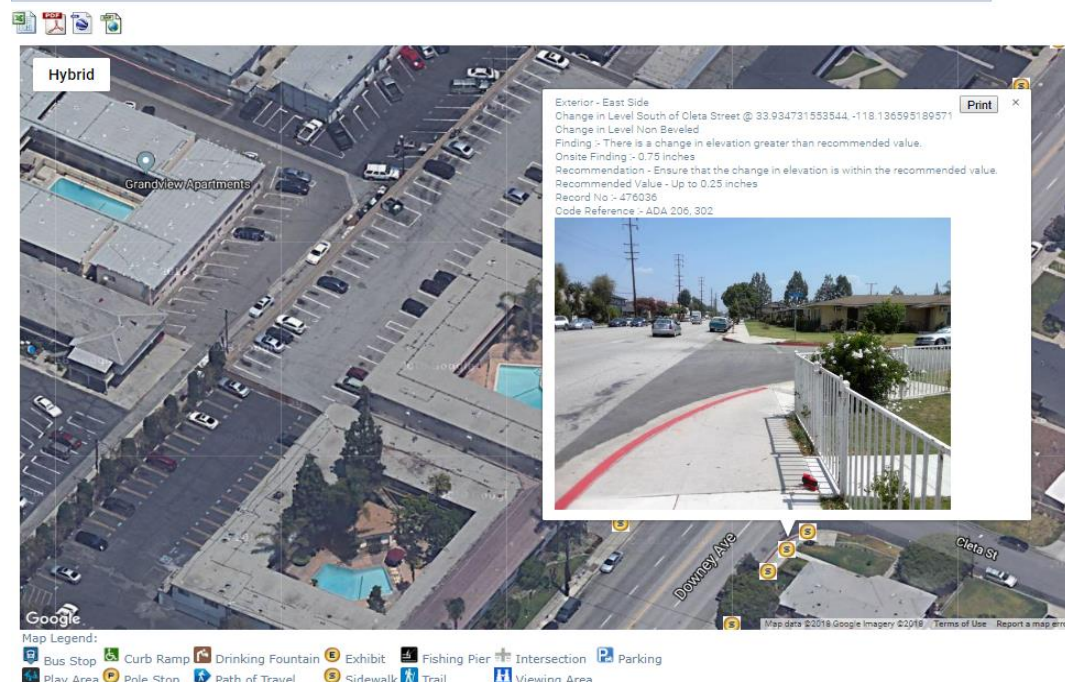 PDF
Hybrid
Grandview Apartments
Print ×
Exterior - East Side
Change in Level South of Cleta Street @ 33.934731553544, -118.136595189571
Change in Level Non Beveled
Finding :- There is a change in elevation greater than recommended value.
Onsite Finding :- 0.75 inches
Recommendation - Ensure that the change in elevation is within the recommended value.
Recommended Value - Up to 0.25 inches
Record No :- 476036
Code Reference :- ADA 206, 302
Downey Ave
Cleta St
Google
Map data ©2018 Google Imagery ©2018 Terms of Use Report a map erro
Map Legend:
Bus Stop Curb Ramp Drinking Fountain E Exhibit Fishing Pier Intersection P Parking
Play Area P Pole Stop Path of Travel S Sidewalk Trail Viewing Area